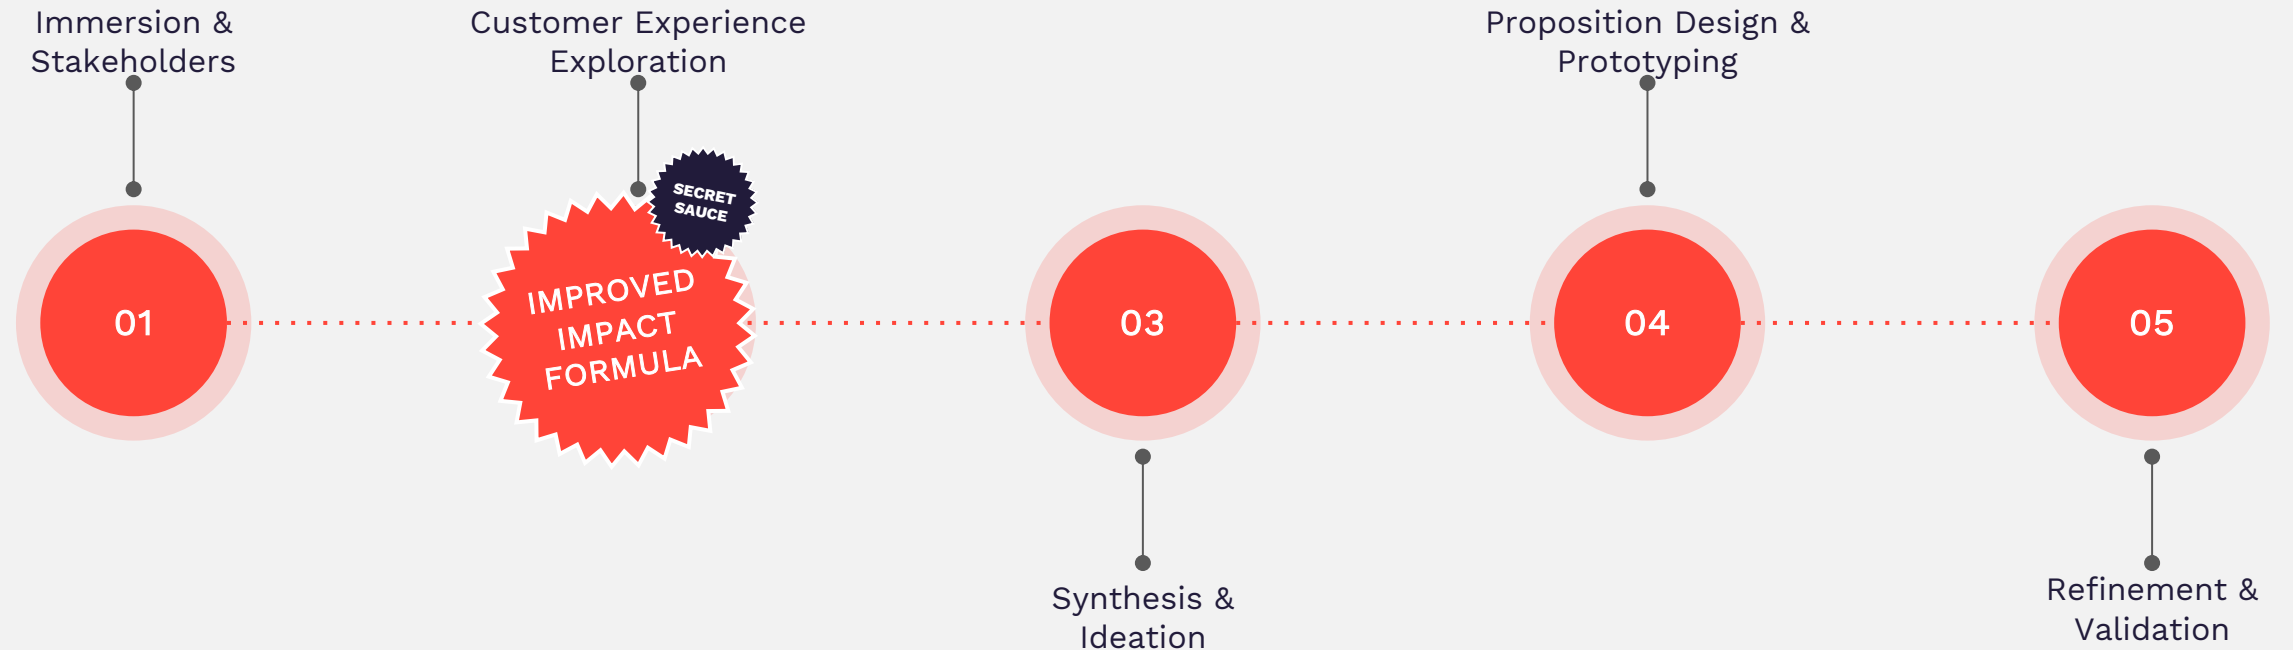 Immersion &
Stakeholders
Customer Experience
Exploration
Proposition Design &
Prototyping
SECRET
SAUCE
01
IMPROVED
IMPACT
FORMULA
03
04
05
Synthesis &
Ideation
Refinement &
Validation